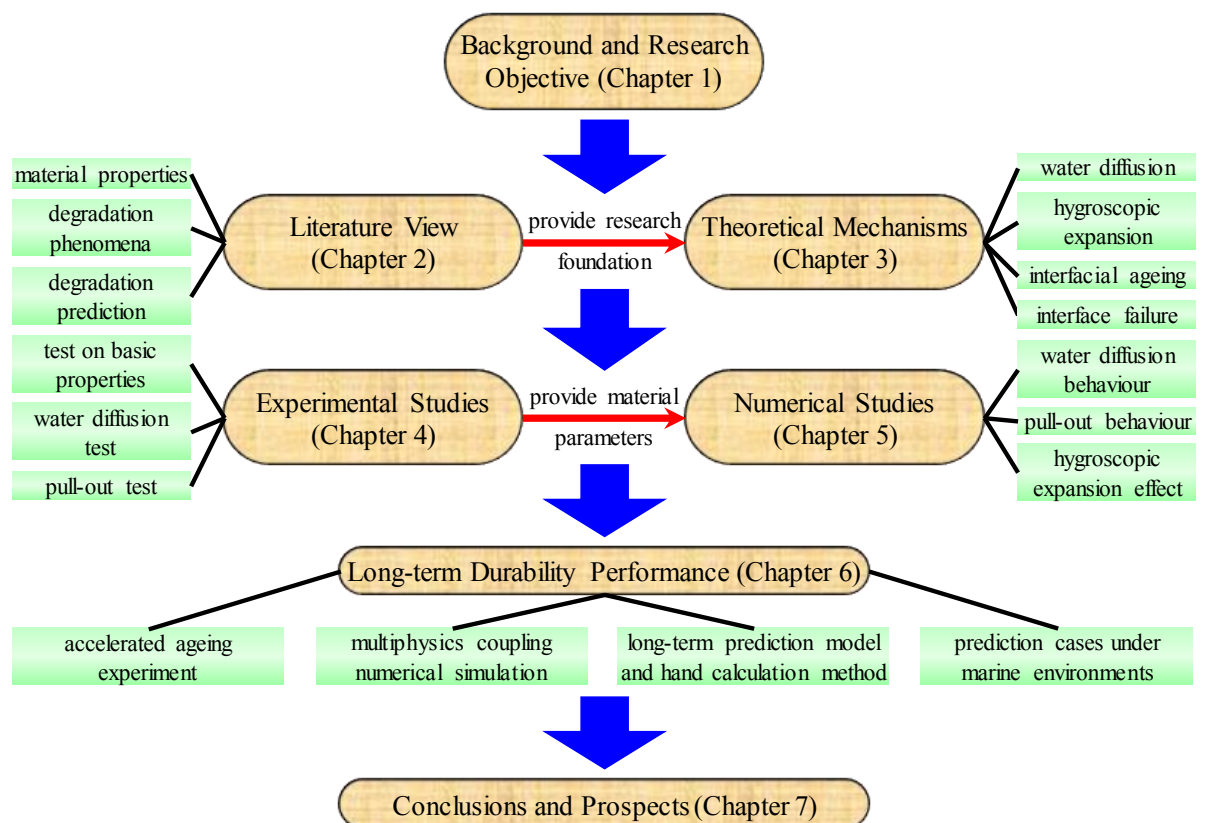 Background and Research
Objective (Chapter 1)
material properties
degradation
phenomena
degradation
prediction
Literature View
(Chapter 2)
provide research
foundation
Theoretical Mechanisms
(Chapter 3)
water diffusion
hygroscopic
expansion
interfacial ageing
interface failure
test on basic
properties
water diffusion
test
pull-out test
Experimental Studies
(Chapter 4)
provide material
parameters
Numerical Studies
(Chapter 5)
water diffusion
behaviour
pull-out behaviour
hygroscopic
expansion effect
Long-term Durability Performance (Chapter 6)
accelerated ageing
experiment
multiphysics coupling
numerical simulation
long-term prediction model
and hand calculation method
prediction cases under
marine environments
Conclusions and Prospects (Chapter 7)